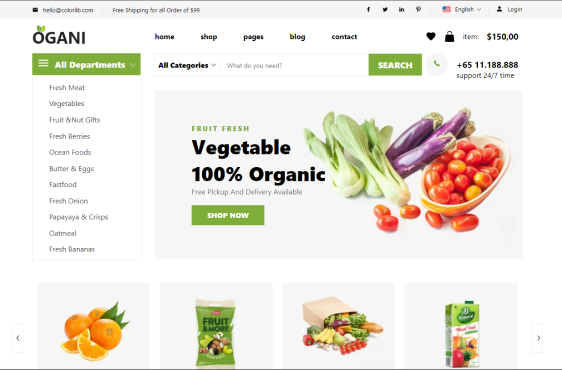 hello@colorlib.com
Free Shipping for all Order of $99
English
Login
OGANI
home
shop
pages
blog
contact
item: $150,00
All Departments
All Categories
What do you need?
SEARCH
+65 11.188.888
support 24/7 time
Fresh Meat
Vegetables
Fruit &Nut Gifts
Fresh Berries
Ocean Foods
Butter & Eggs
Fastfood
Fresh Onion
Papayaya & Crisps
Oatmeal
Fresh Bananas
FRUIT FRESH
Vegetable
100% Organic
Free Pickup And Delivery Available
SHOP NOW
FRUIT
& MORE